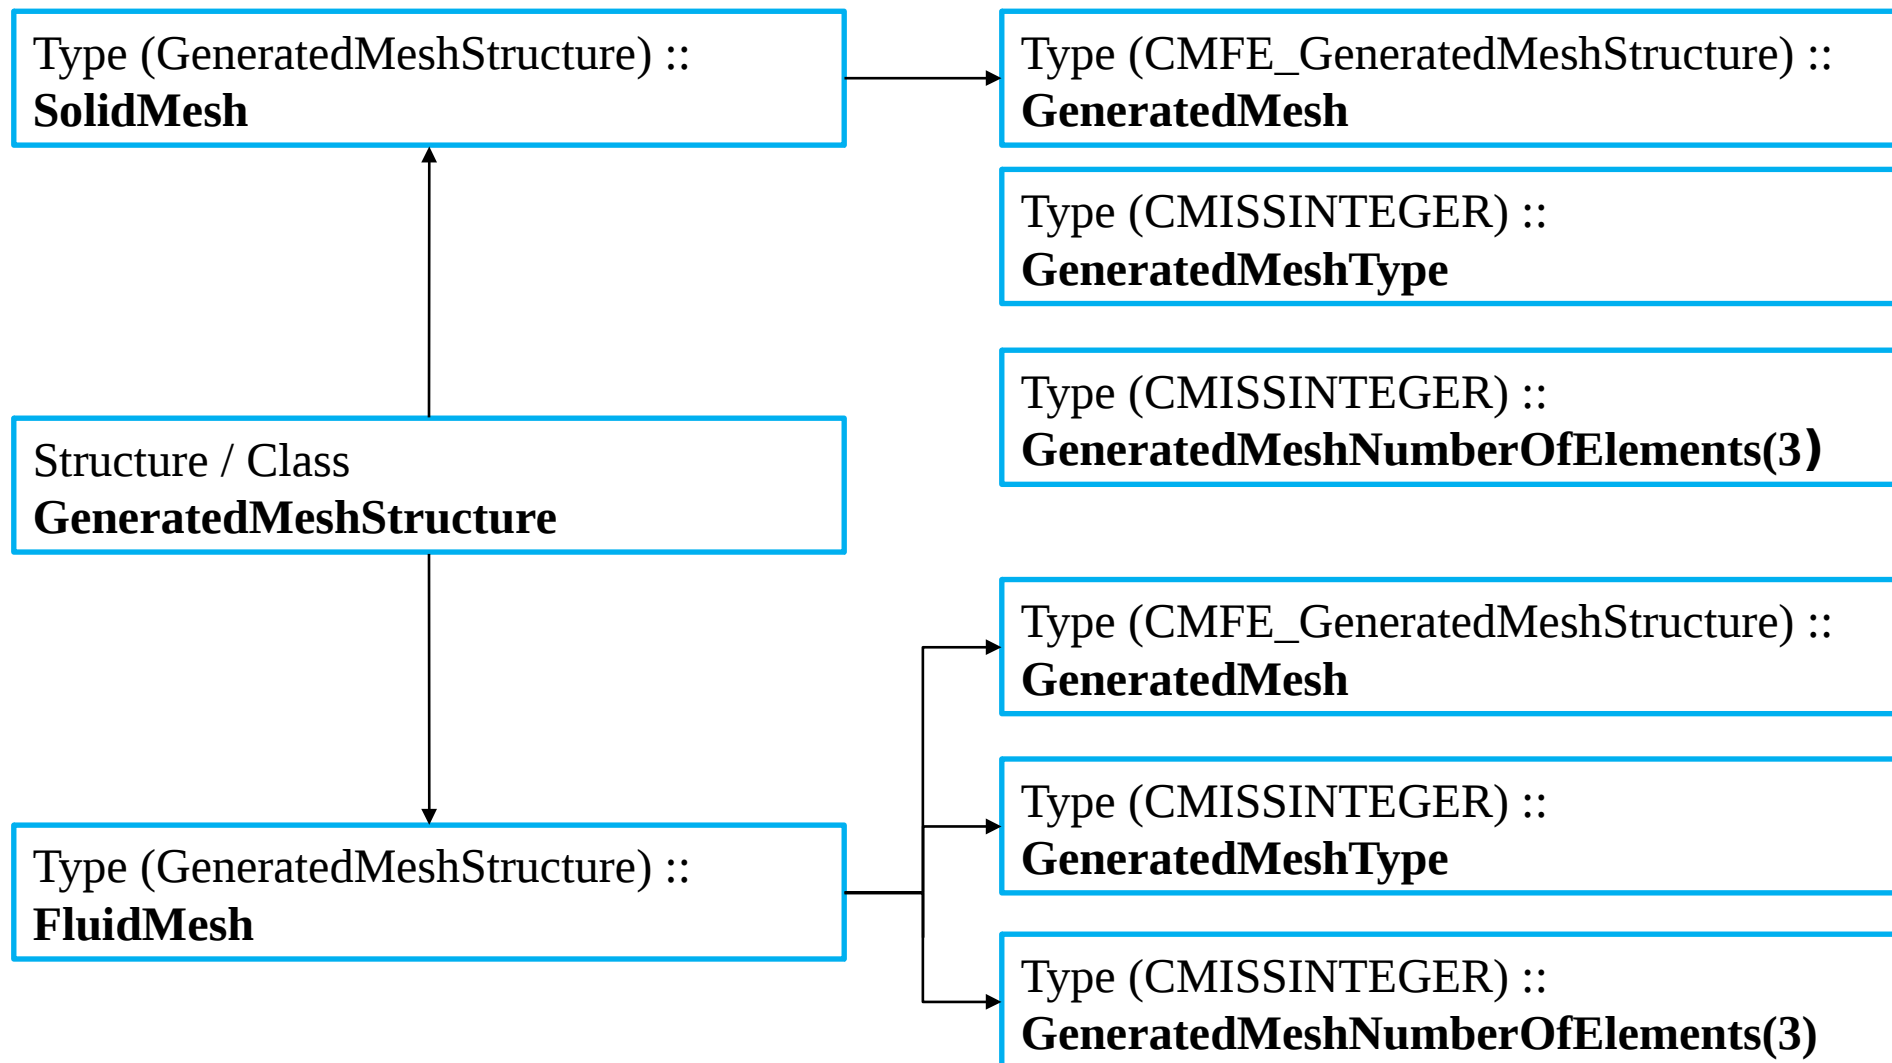 Type (GeneratedMeshStructure) ::
SolidMesh
Type (CMFE_GeneratedMeshStructure) ::
GeneratedMesh
Type (CMISSINTEGER) ::
GeneratedMeshType
Type (CMISSINTEGER) ::
GeneratedMeshNumberOfElements(3)
Structure / Class
GeneratedMeshStructure
Type (CMFE_GeneratedMeshStructure) ::
GeneratedMesh
Type (CMISSINTEGER) ::
GeneratedMeshType
Type (GeneratedMeshStructure) ::
FluidMesh
Type (CMISSINTEGER) ::
GeneratedMeshNumberOfElements(3)